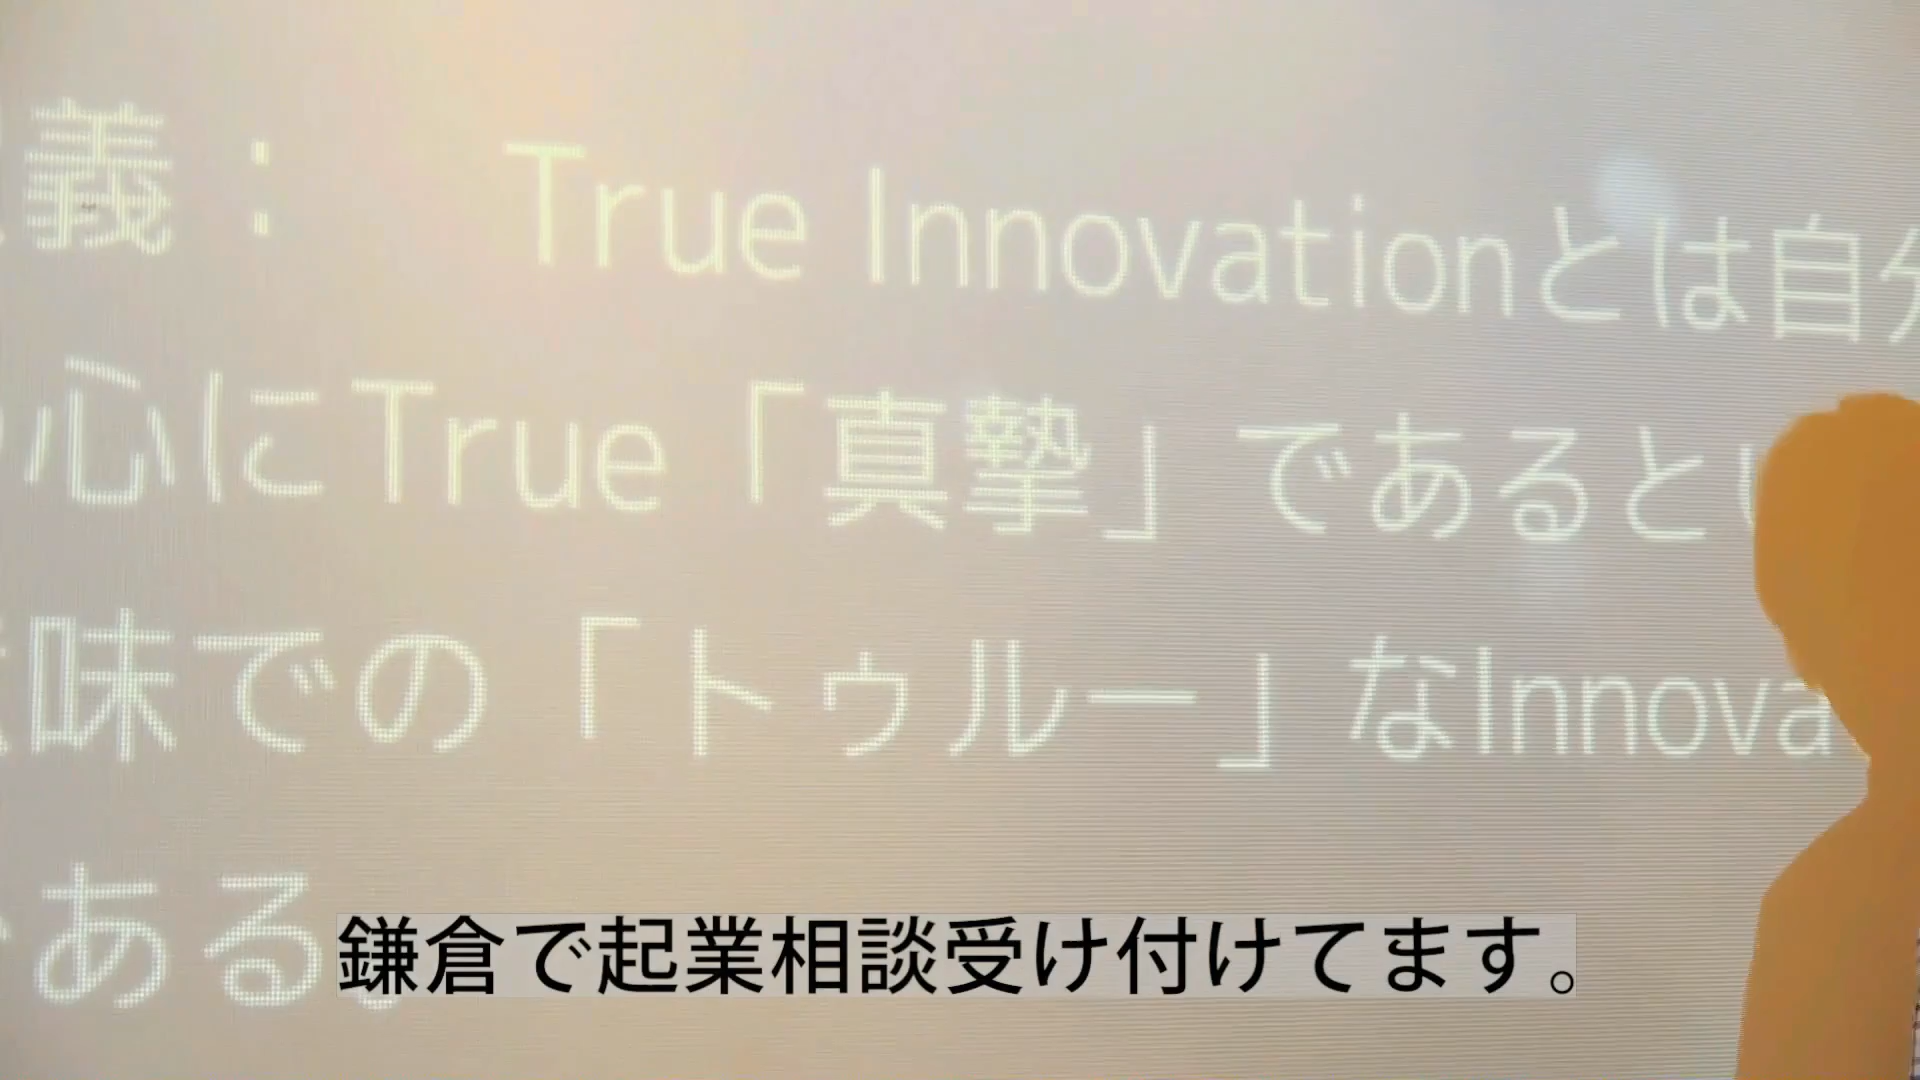 義： True Innovationとは自分
心にTrue「真摯」であるとい
味での「トゥルー」なInnova
ある。
鎌倉で起業相談受け付けてます。